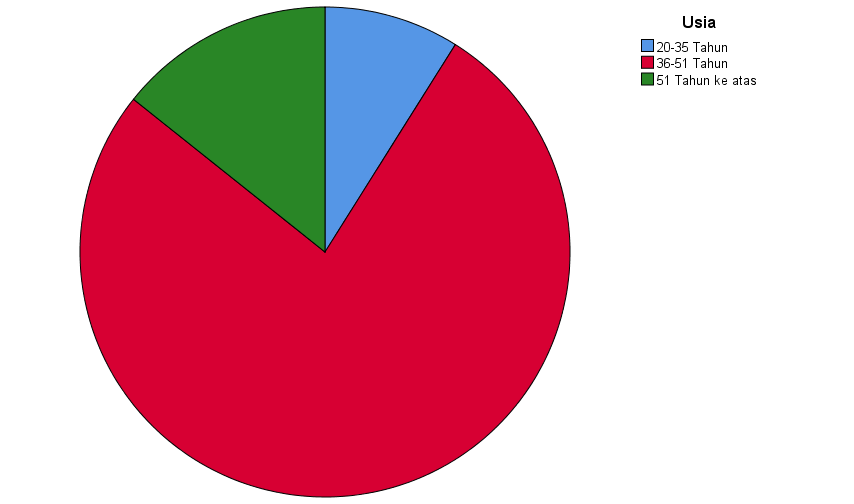 Usia
20-35 Tahun
36-51 Tahun
51 Tahun ke atas